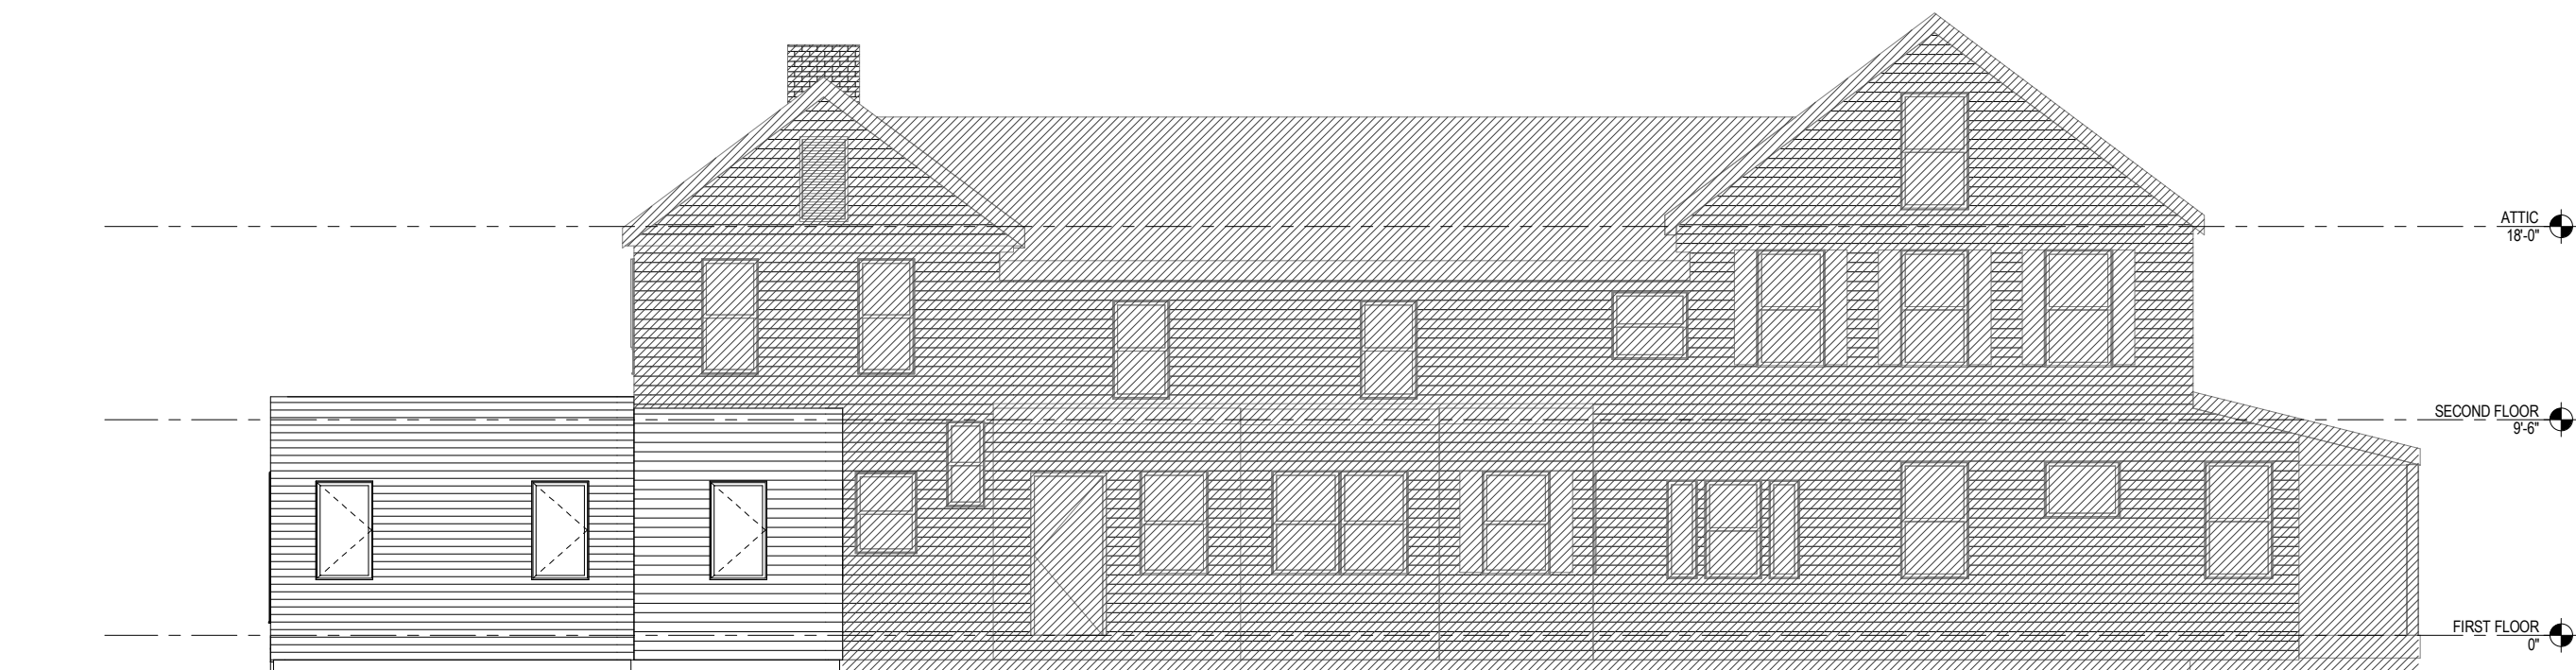 ATTIC
18'-0"
SECOND FLOOR
9'-6"
FIRST FLOOR
0"